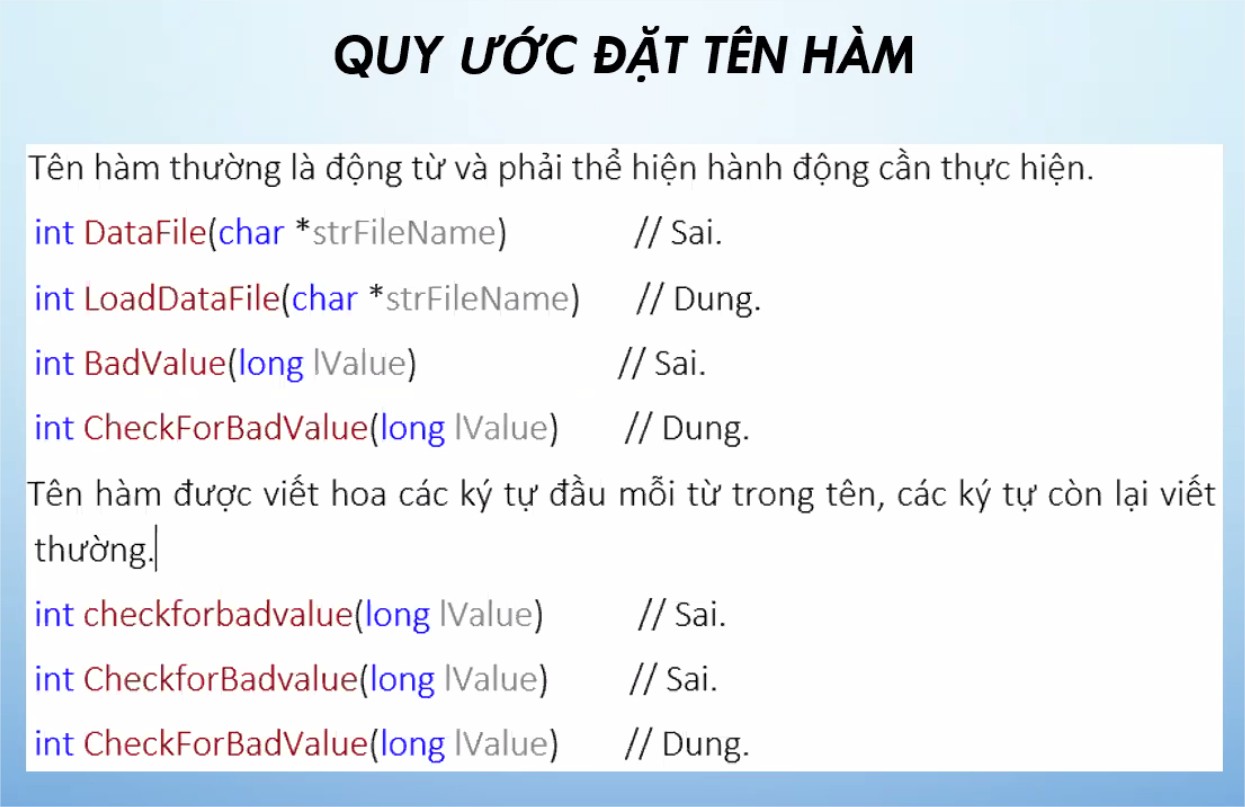 QUY ƯỚC ĐẶT TÊN HÀM
Tên hàm thường là động từ và phải thể hiện hành động cần thực hiện.
int DataFile(char *strFileName) // Sai.
int LoadDataFile(char *strFileName) // Dung.
int BadValue(long lValue) // Sai.
int CheckForBadValue(long lValue) // Dung.
Tên hàm được viết hoa các ký tự đầu mỗi từ trong tên, các ký tự còn lại viết
thường.
int checkforbadvalue(long lValue) // Sai.
int CheckforBadvalue(long lValue) // Sai.
int CheckForBadValue(long lValue) // Dung.